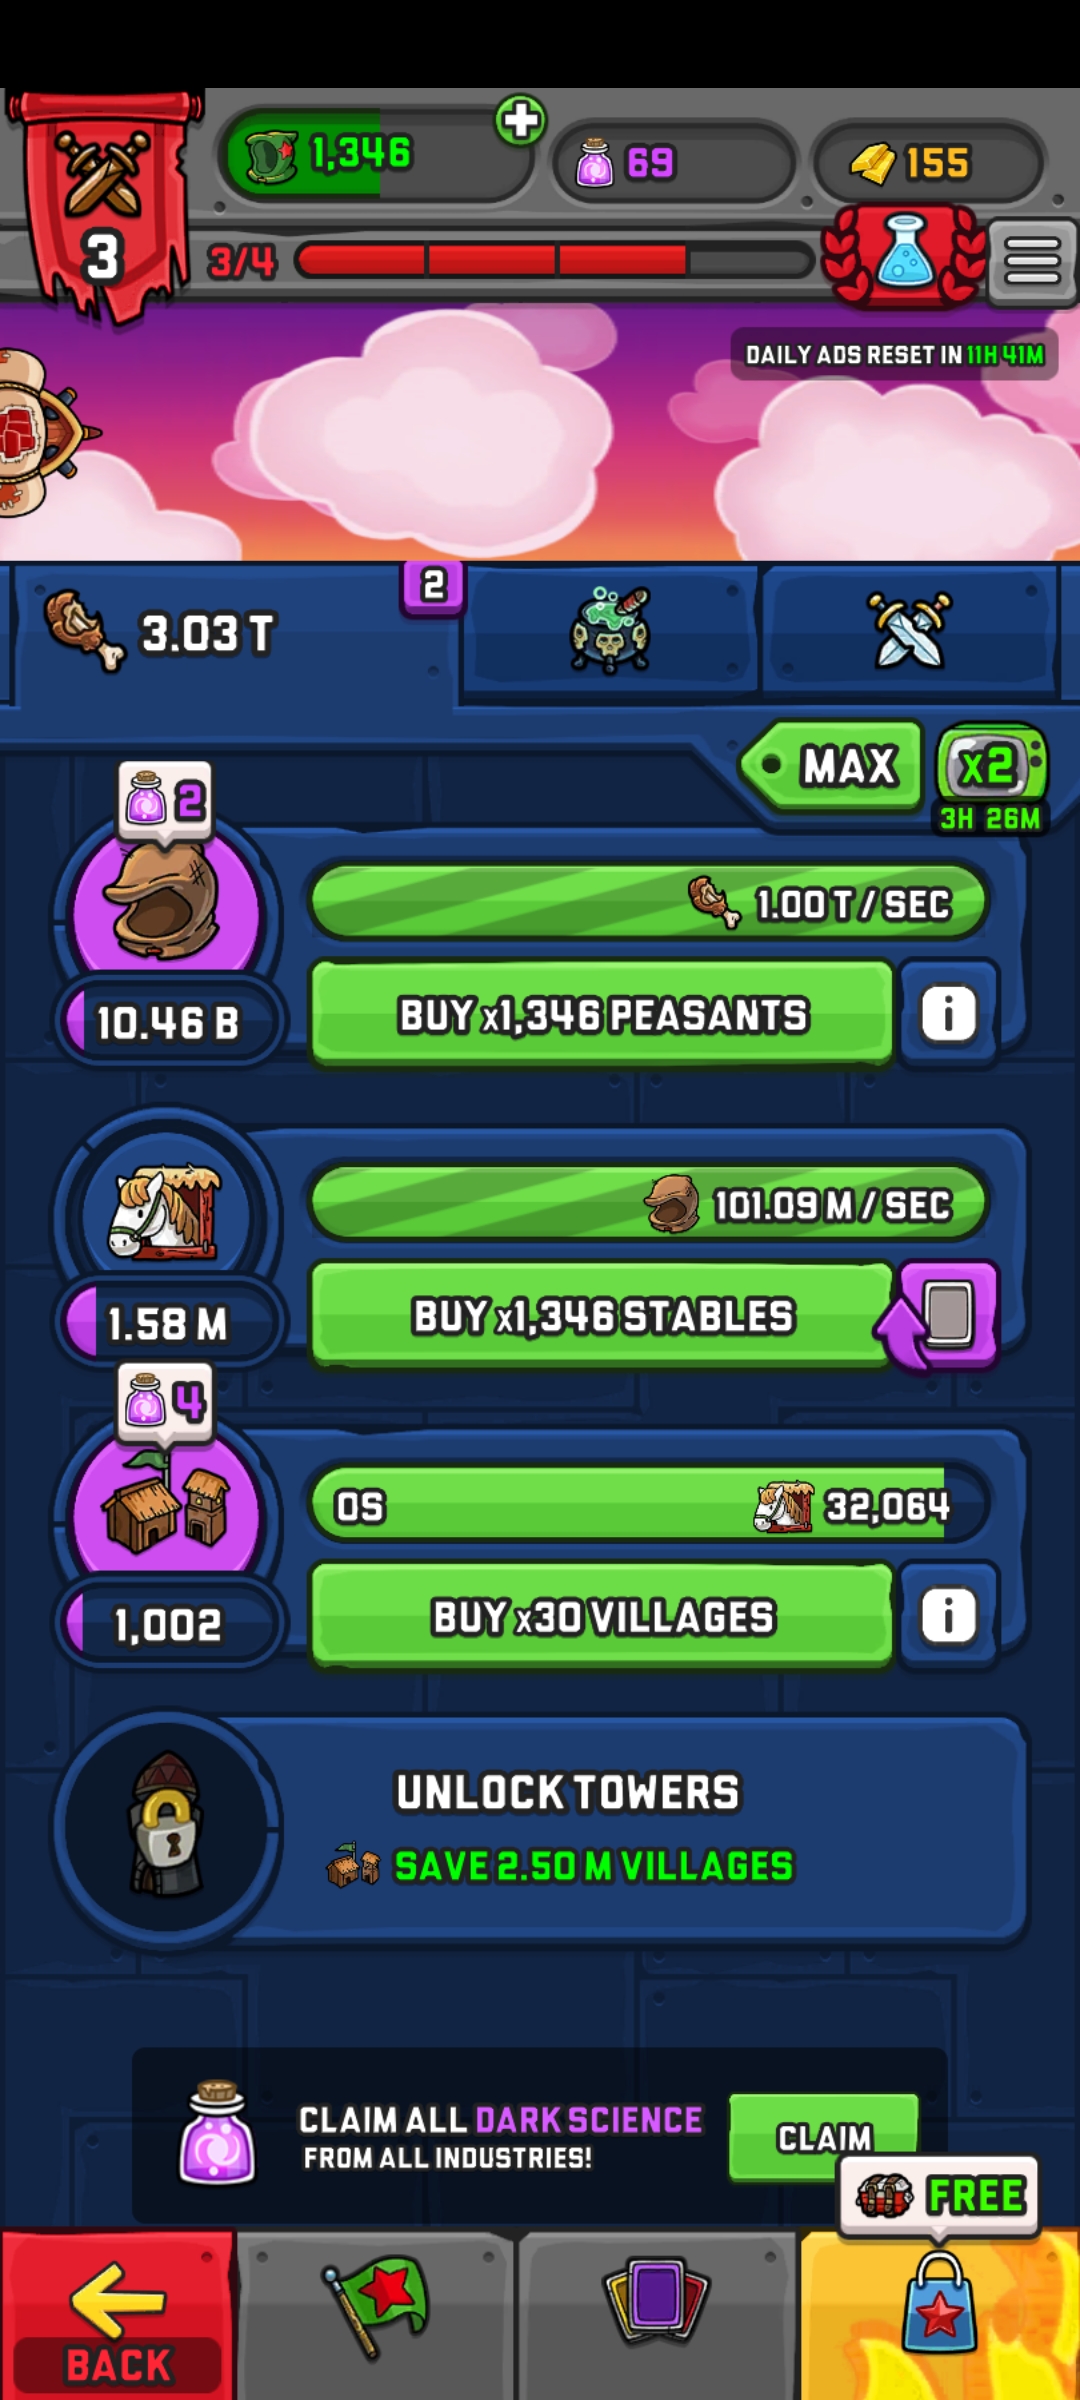 1,346
69
155
3
3/4
DAILY ADS RESET IN 11H 41M
3.03 T
2
MAX
x2
3H 26M
2
1.00 T / SEC
10.46 B
BUY x1,346 PEASANTS
i
101.09 M / SEC
1.58 M
BUY x1,346 STABLES
4
0S
32,064
1,002
BUY x30 VILLAGES
i
UNLOCK TOWERS
SAVE 2.50 M VILLAGES
CLAIM ALL DARK SCIENCE
FROM ALL INDUSTRIES!
CLAIM
FREE
BACK